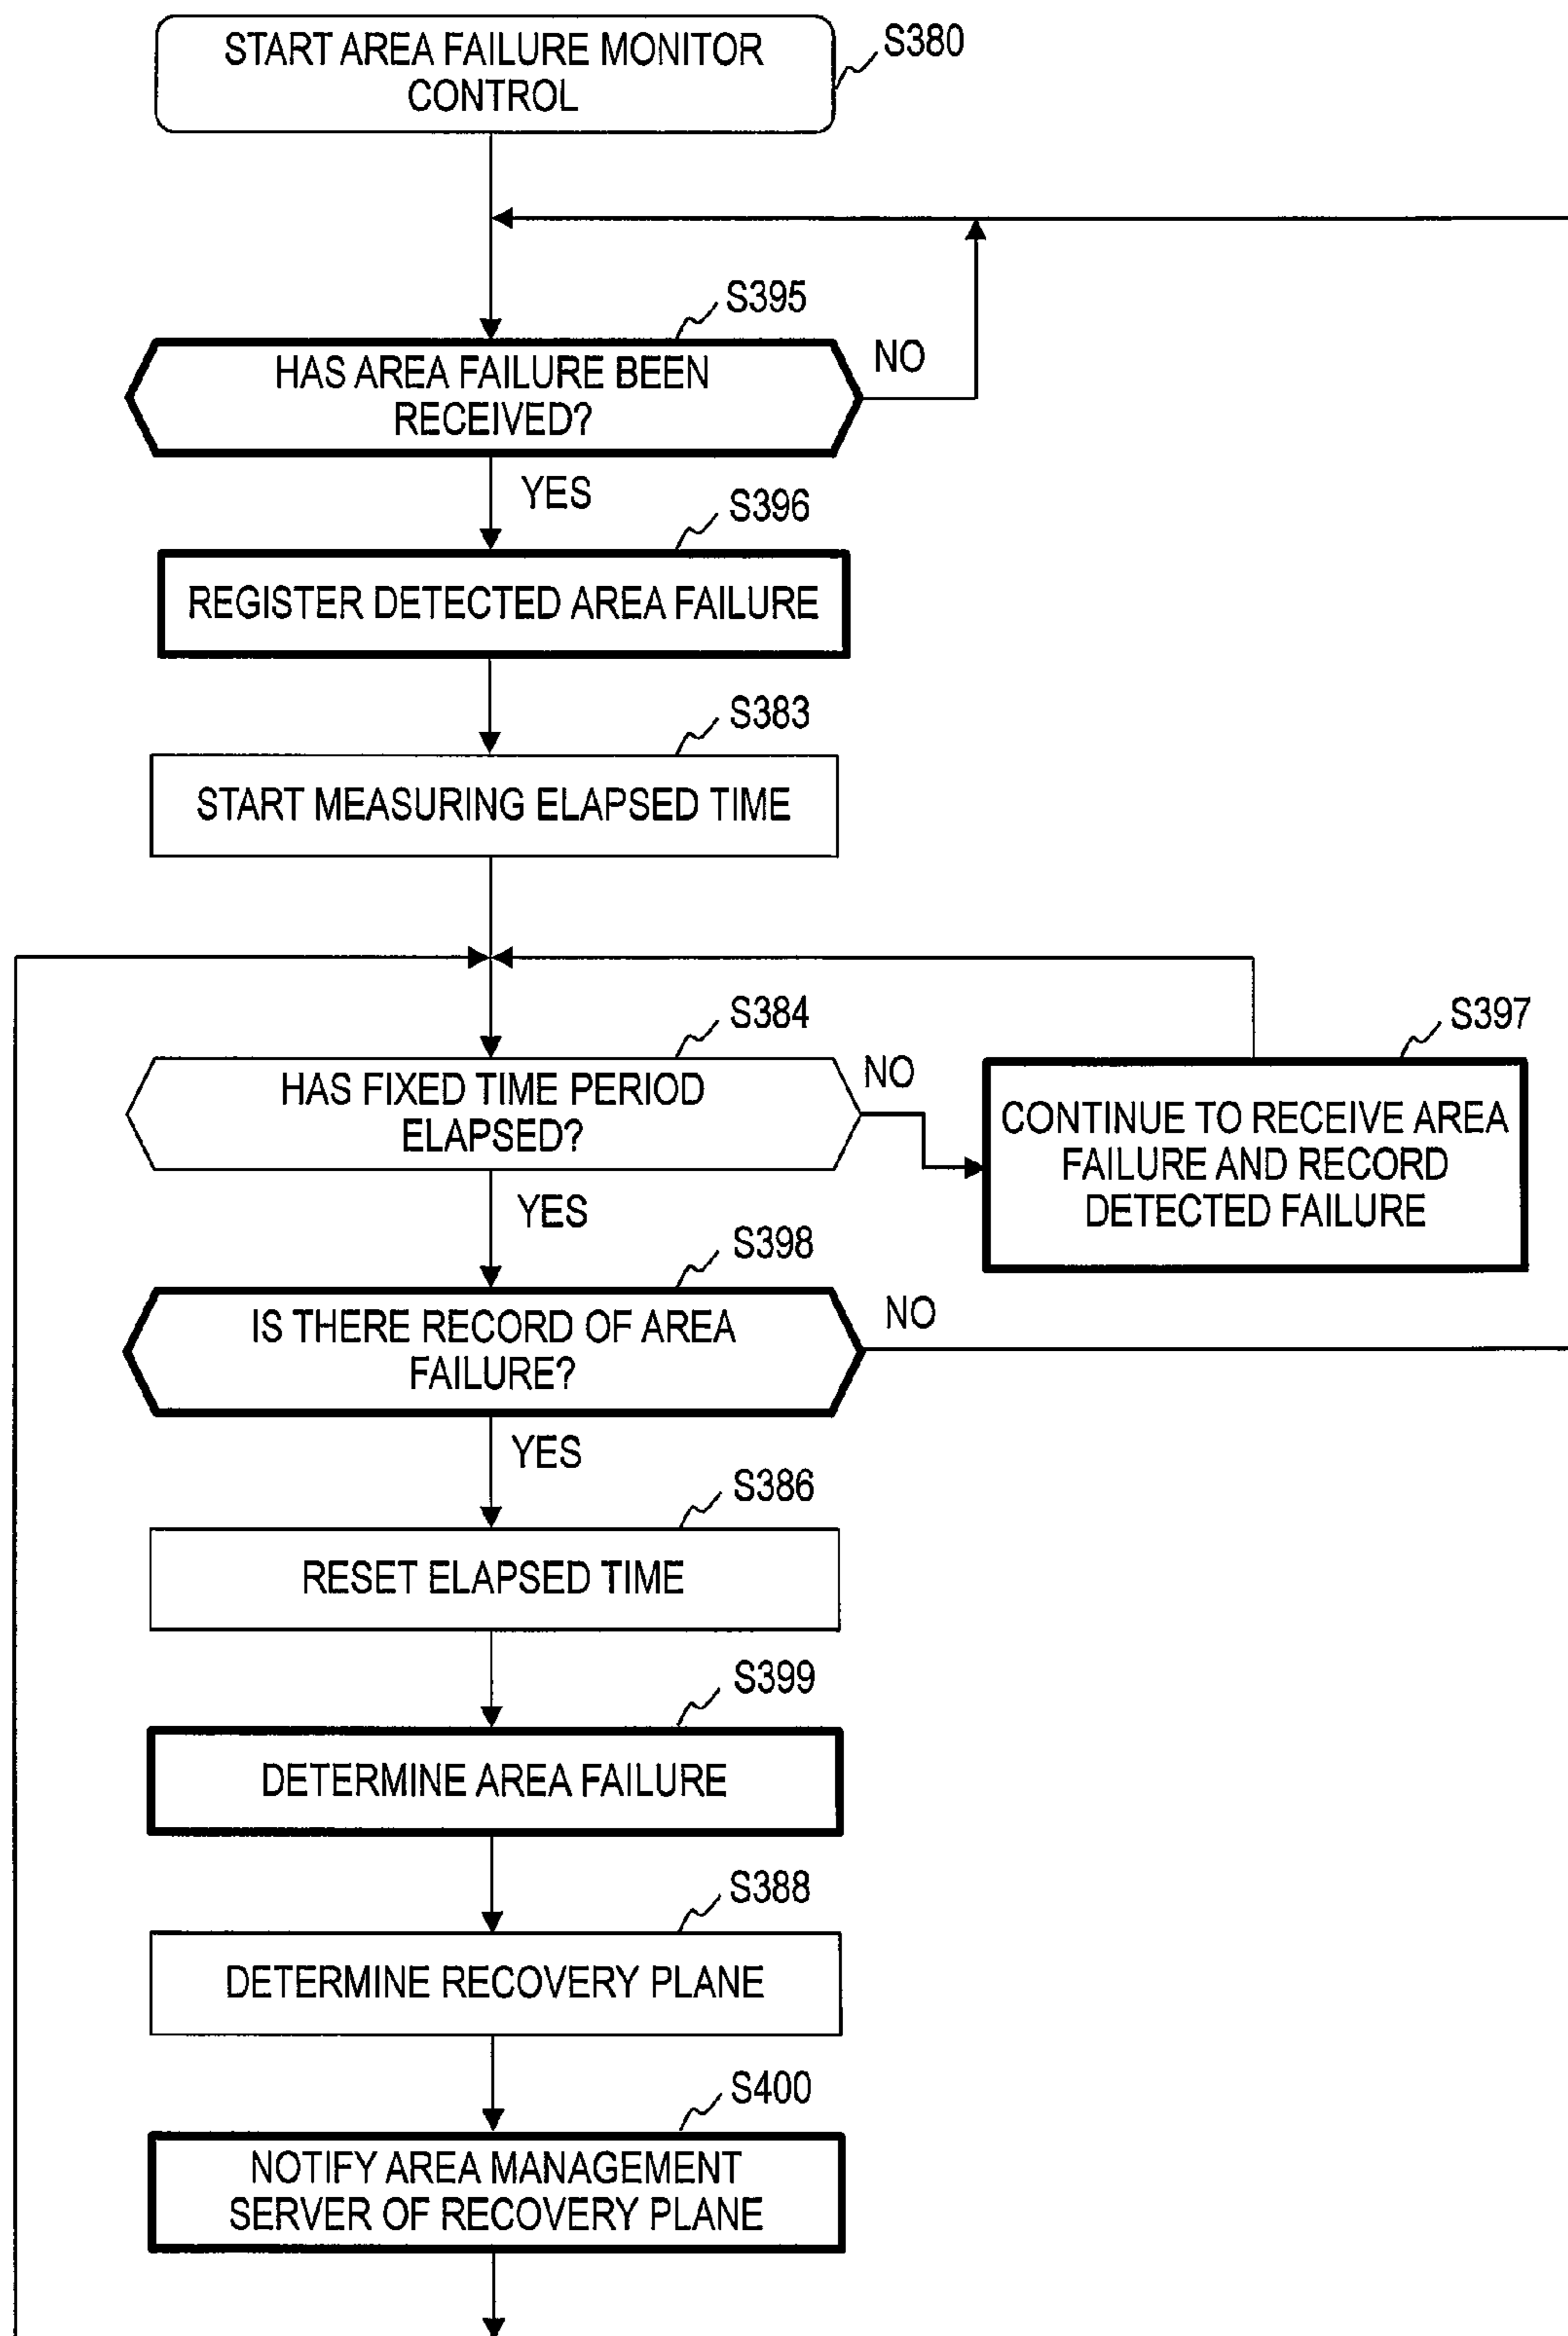 START AREA FAILURE MONITOR
CONTROL
S380
S395
HAS AREA FAILURE BEEN
RECEIVED?
NO
YES
S396
REGISTER DETECTED AREA FAILURE
S383
START MEASURING ELAPSED TIME
S384
HAS FIXED TIME PERIOD
ELAPSED?
NO
S397
CONTINUE TO RECEIVE AREA
FAILURE AND RECORD
DETECTED FAILURE
YES
S398
IS THERE RECORD OF AREA
FAILURE?
NO
YES
S386
RESET ELAPSED TIME
S399
DETERMINE AREA FAILURE
S388
DETERMINE RECOVERY PLANE
S400
NOTIFY AREA MANAGEMENT
SERVER OF RECOVERY PLANE